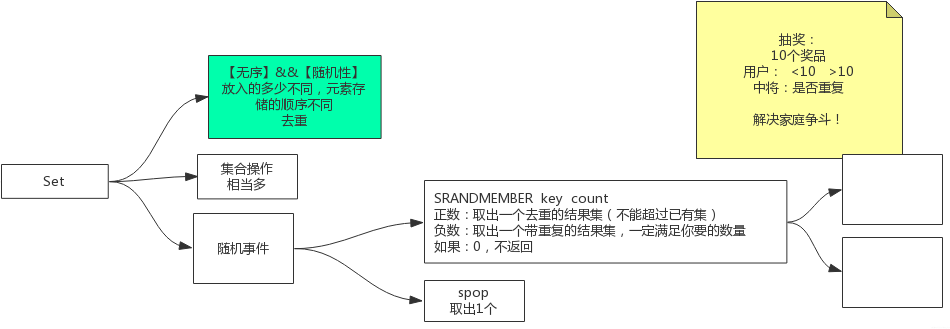 Set
【无序】&&【随机性】
放入的多少不同，元素存
储的顺序不同
去重
集合操作
相当多
随机事件
SRANDMEMBER key count
正数：取出一个去重的结果集（不能超过已有集）
负数：取出一个带重复的结果集，一定满足你要的数量
如果：0，不返回
spop
取出1个
抽奖：
10个奖品
用户： <10 >10
中将：是否重复
解决家庭争斗！